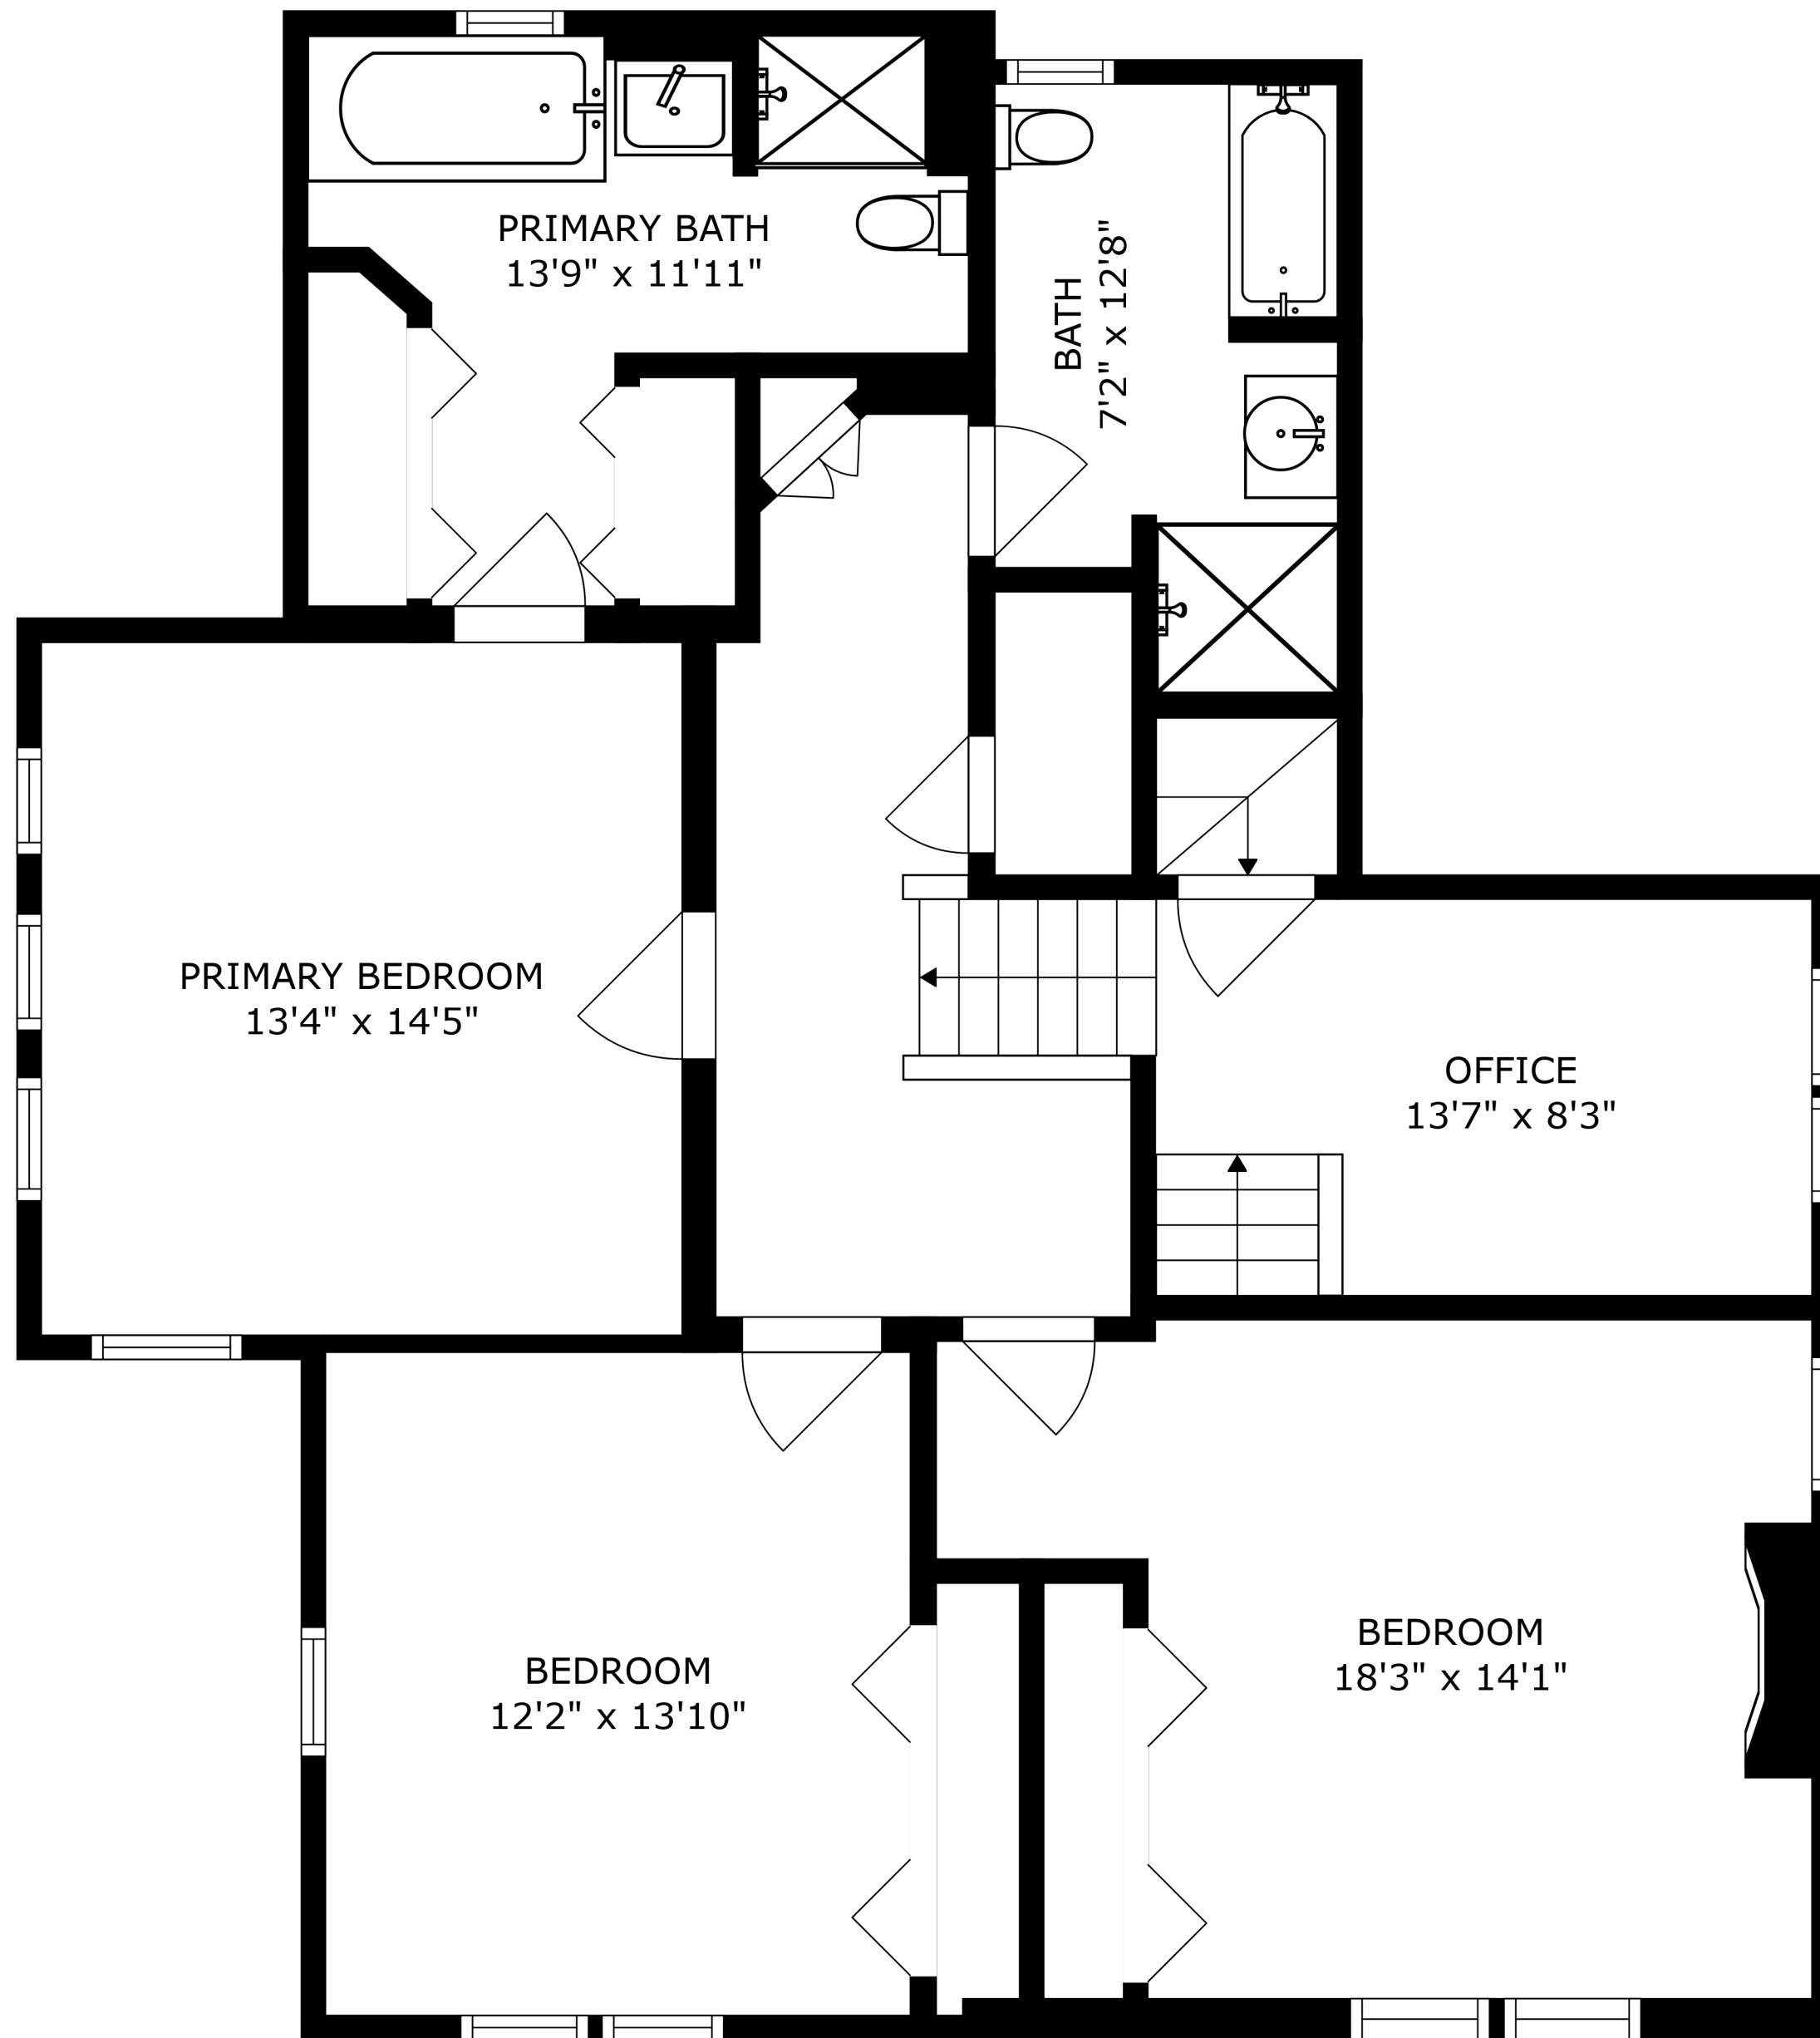 PRIMARY BATH
13'9" x 11'11"
BATH
7'2" x 12'8"
PRIMARY BEDROOM
13'4" x 14'5"
OFFICE
13'7" x 8'3"
BEDROOM
12'2" x 13'10"
BEDROOM
18'3" x 14'1"